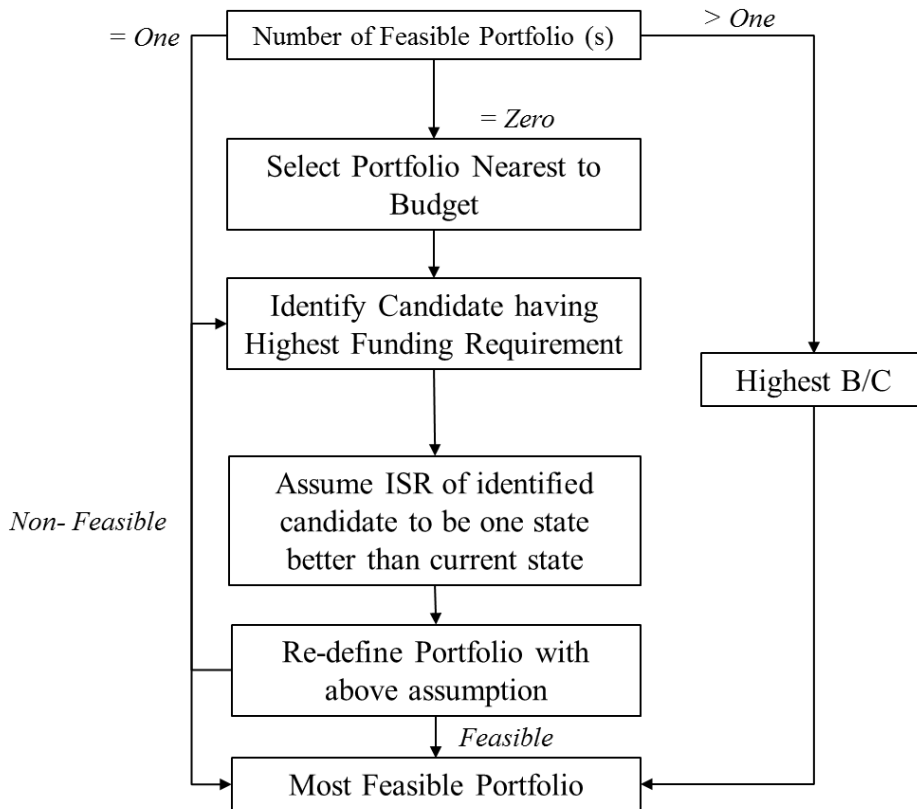 = One
Number of Feasible Portfolio (s)
> One
= Zero
Select Portfolio Nearest to
Budget
Identify Candidate having
Highest Funding Requirement
Highest B/C
Assume ISR of identified
candidate to be one state
better than current state
Non- Feasible
Re-define Portfolio with
above assumption
Feasible
Most Feasible Portfolio